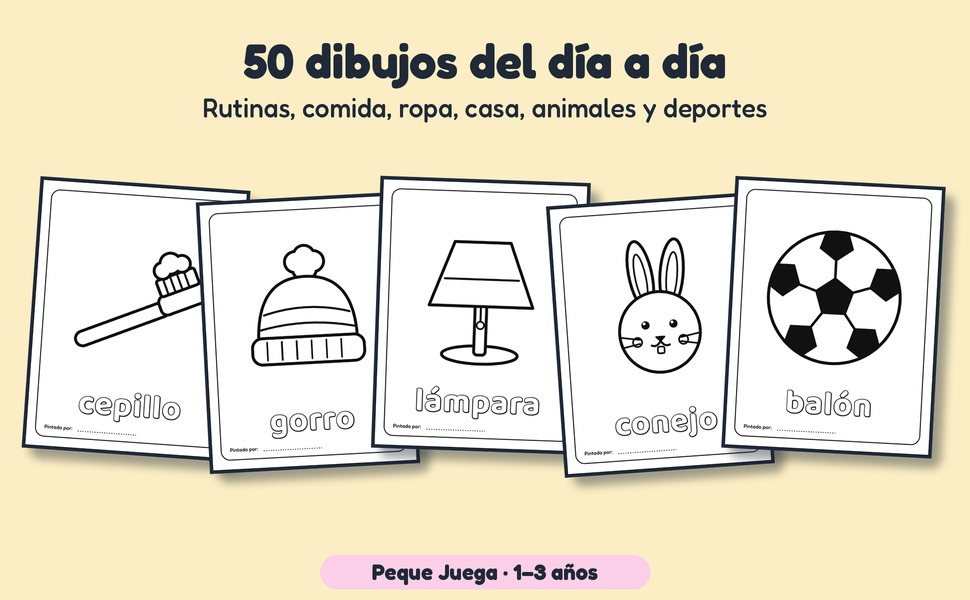 50 dibujos del día a día
Rutinas, comida, ropa, casa, animales y deportes
cepillo
Pintado por:
gorro
Pintado por:
lámpara
Pintado por:
conejo
Pintado por:
balón
Pintado por:
Peque Juega · 1–3 años